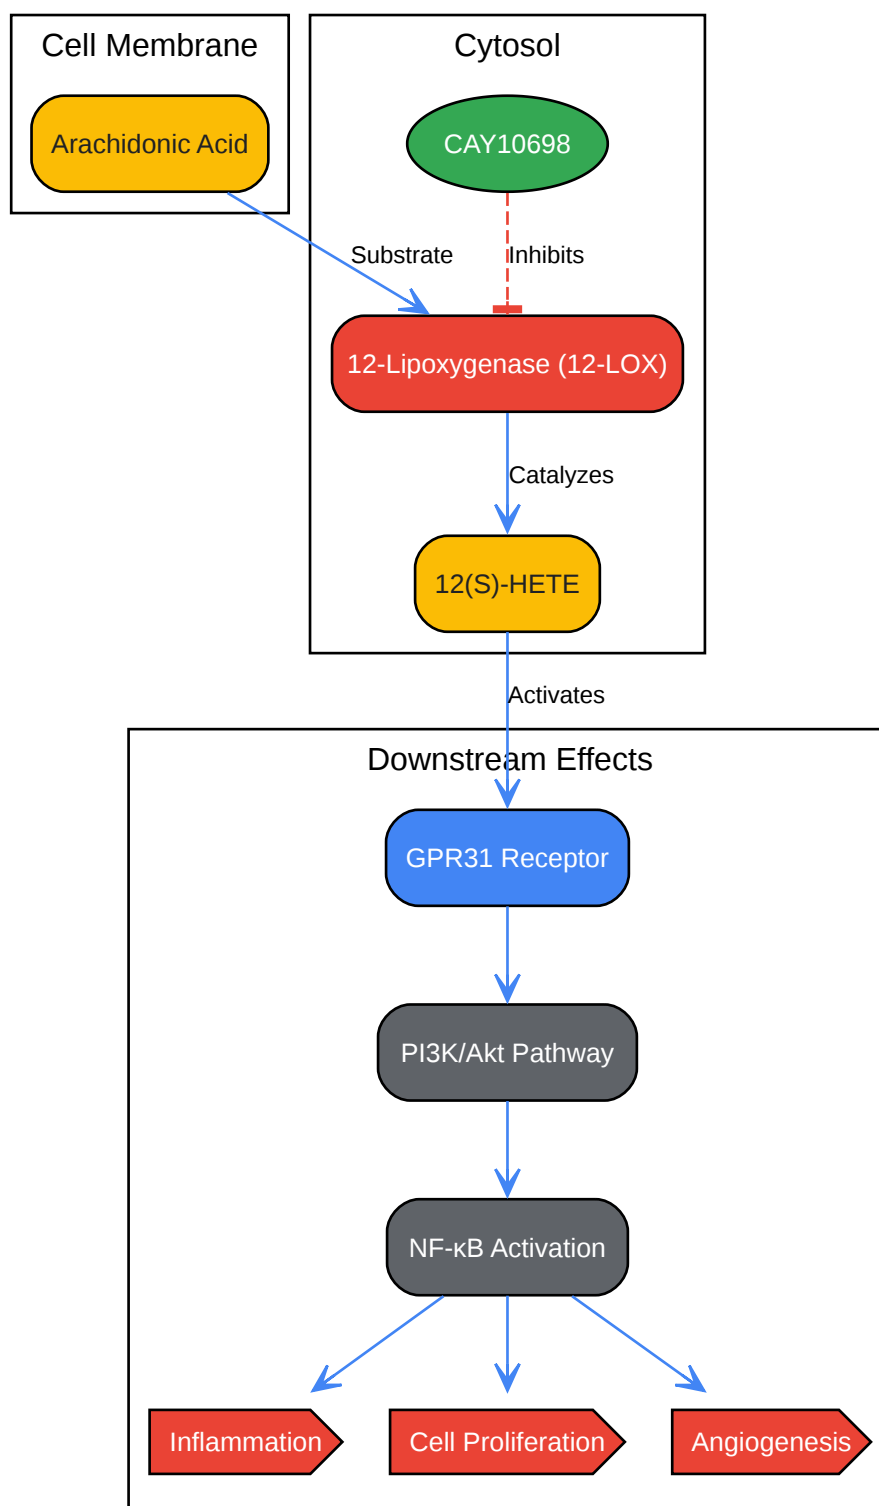 Cell Membrane
Cytosol
Arachidonic Acid
CAY10698
Substrate
Inhibits
12-Lipoxygenase (12-LOX)
Catalyzes
12(S)-HETE
Activates
Downstream Effects
GPR31 Receptor
PI3K/Akt Pathway
NF-κB Activation
Inflammation
Cell Proliferation
Angiogenesis